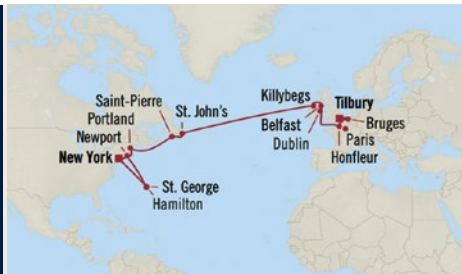 Saint-Pierre
Portland
Newport
New York
St. John's
St. George
Hamilton
Killybegs
Belfast
Dublin
Tilbury
Bruges
Paris
Honfleur